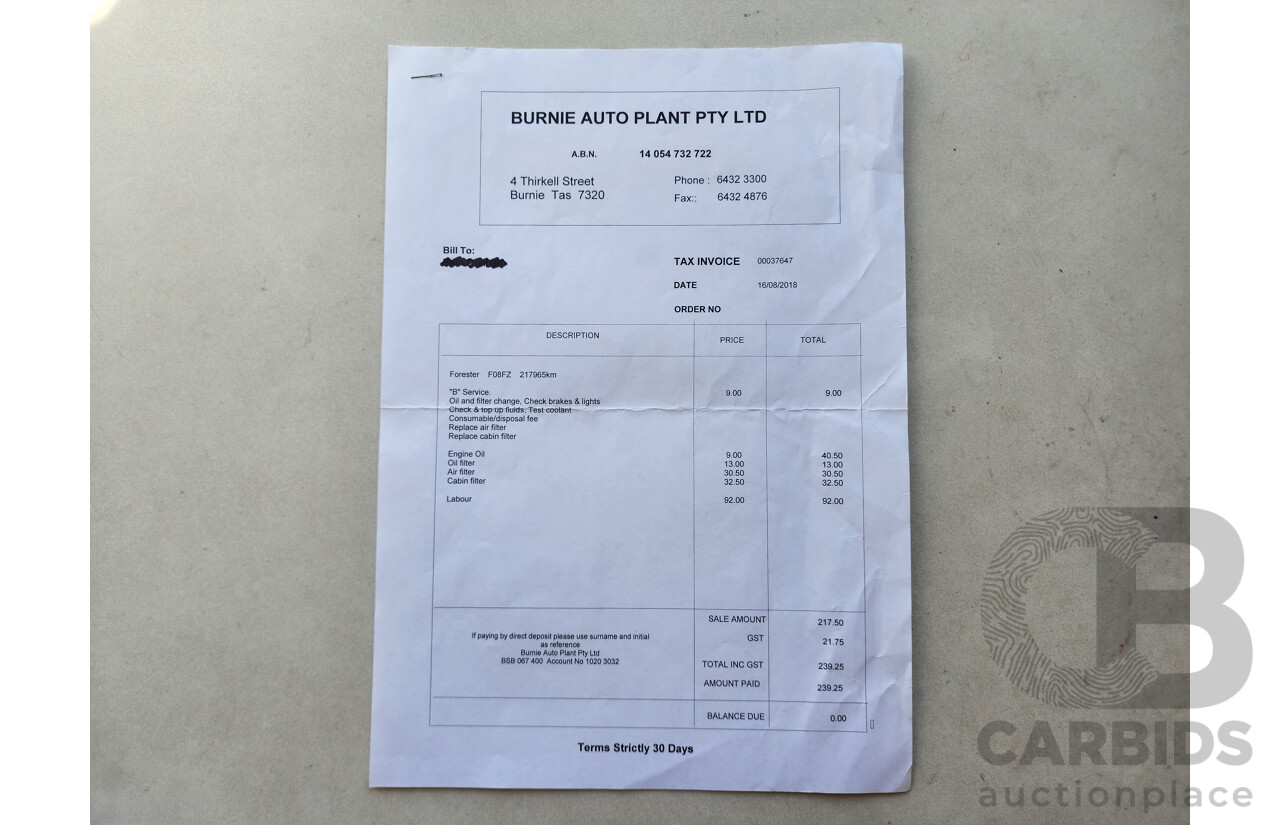 BURNIE AUTO PLANT PTY LTD
A.B.N. 14 054 732 722
4 Thirkell Street Phone : 6432 3300
Burnie Tas 7320 Fax:: 6432 4876
Bill To:
TAX INVOICE 00037647
DATE 16/08/2018
ORDER NO
DESCRIPTION PRICE TOTAL
Forester F08FZ 217965km
"B" Service. 9.00 9.00
Oil and filter change, Check brakes & lights
Check & top up fluids, Test coolant
Consumable/disposal fee
Replace air filter
Replace cabin filter
Engine Oil 9.00 40.50
Oil filter 13.00 13.00
Air filter 30.50 30.50
Cabin filter 32.50 32.50
Labour 92.00 92.00
SALE AMOUNT 217.50
If paying by direct deposit please use surname and initial
as reference
Burnie Auto Plant Pty Ltd
BSB 067 400 Account No 1020 3032
GST 21.75
TOTAL INC GST 239.25
AMOUNT PAID 239.25
BALANCE DUE 0.00
Terms Strictly 30 Days
CB
CARBIDS
auctionplace